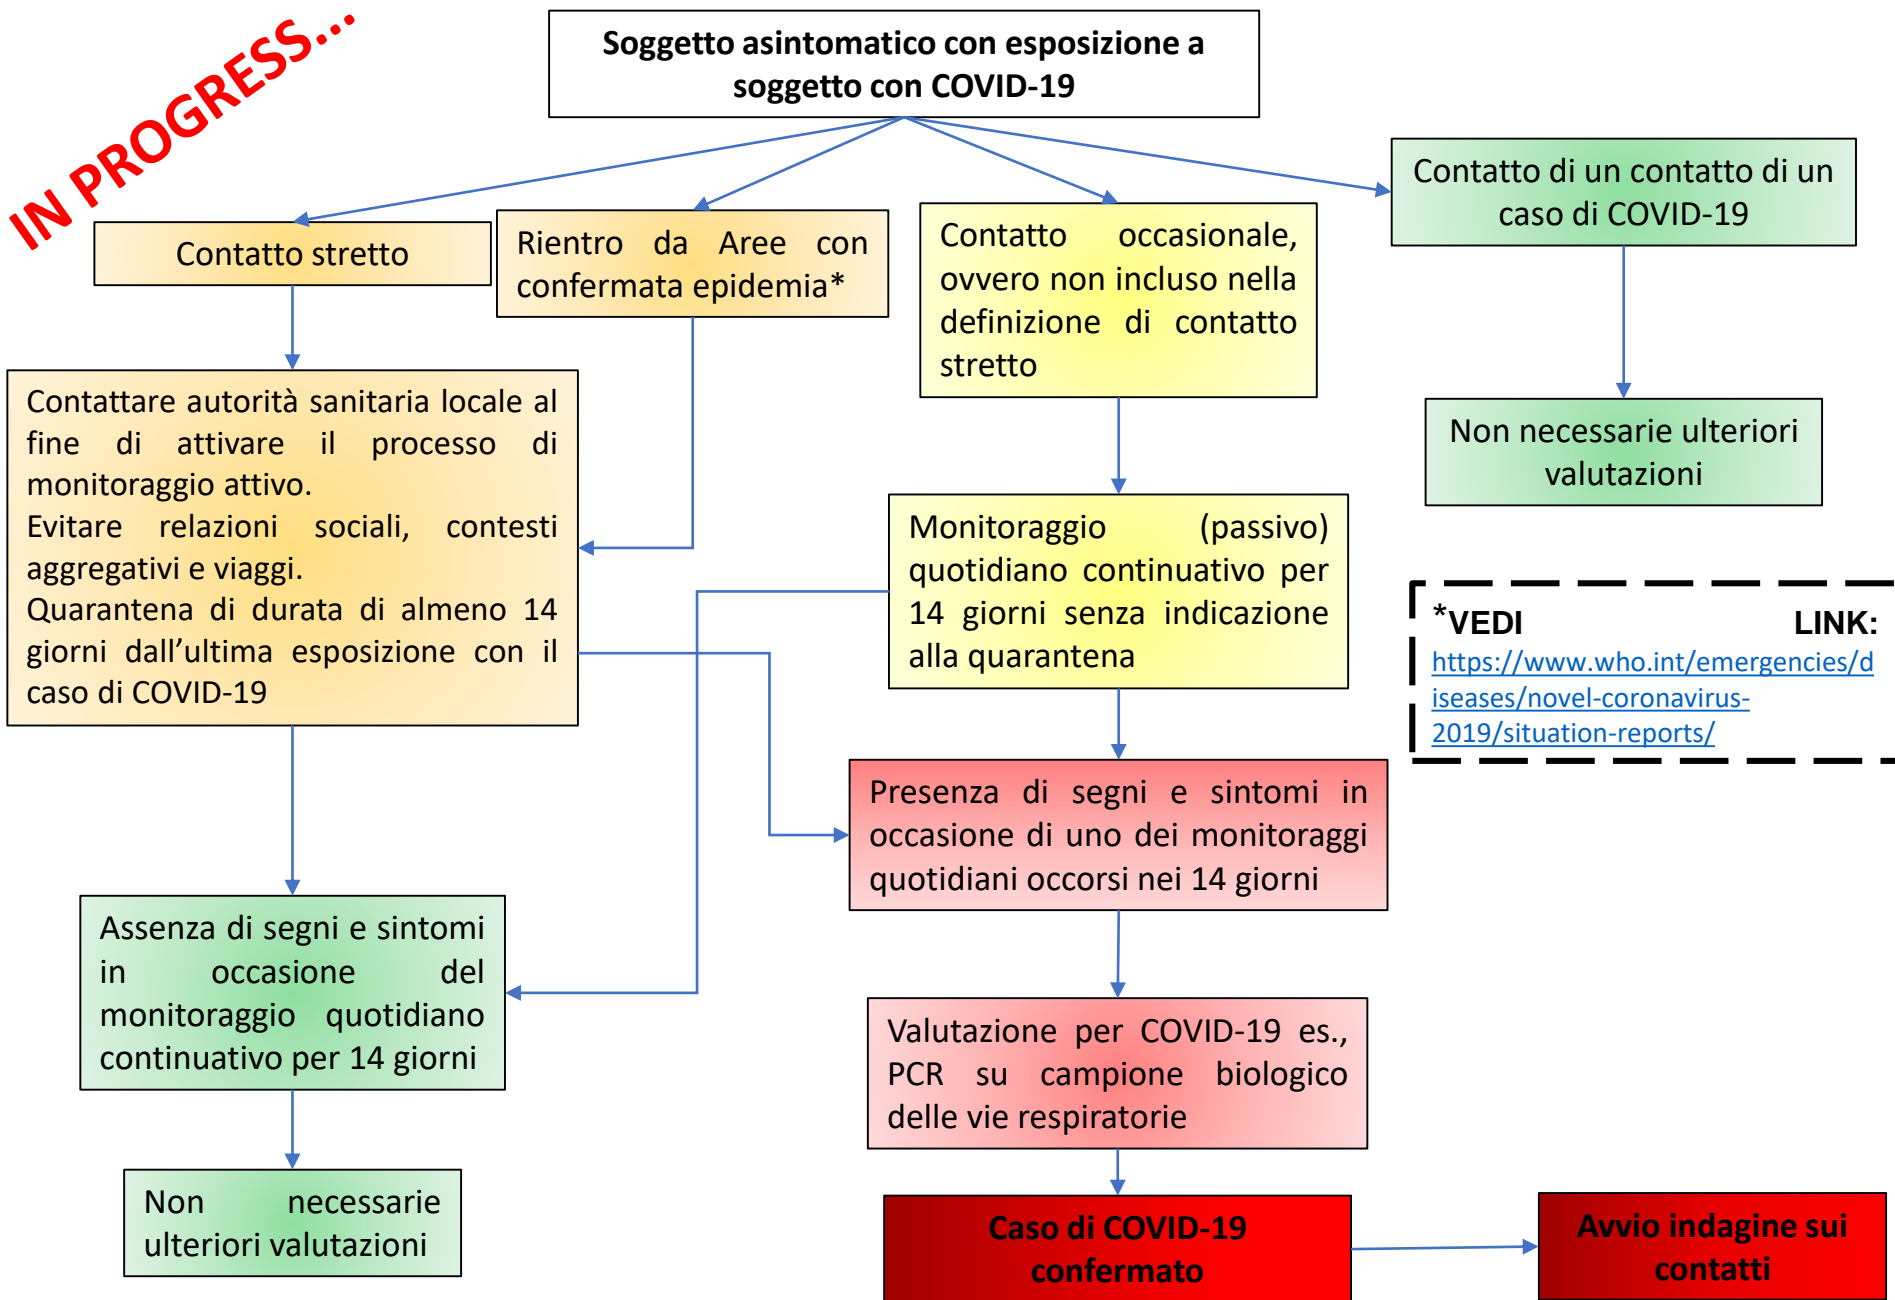 IN PROGRESS...
Soggetto asintomatico con esposizione a
soggetto con COVID-19
Contatto stretto
Rientro da Aree con
confermata epidemia*
Contatto occasionale,
ovvero non incluso nella
definizione di contatto
stretto
Contatto di un contatto di un
caso di COVID-19
Contattare autorità sanitaria locale al
fine di attivare il processo di
monitoraggio attivo.
Evitare relazioni sociali, contesti
aggregativi e viaggi.
Quarantena di durata di almeno 14
giorni dall’ultima esposizione con il
caso di COVID-19
Monitoraggio (passivo)
quotidiano continuativo per
14 giorni senza indicazione
alla quarantena
Non necessarie ulteriori
valutazioni
*VEDI LINK:
https://www.who.int/emergencies/d
iseases/novel-coronavirus-
2019/situation-reports/
Presenza di segni e sintomi in
occasione di uno dei monitoraggi
quotidiani occorsi nei 14 giorni
Assenza di segni e sintomi
in occasione del
monitoraggio quotidiano
continuativo per 14 giorni
Valutazione per COVID-19 es.,
PCR su campione biologico
delle vie respiratorie
Non necessarie
ulteriori valutazioni
Caso di COVID-19
confermato
Avvio indagine sui
contatti